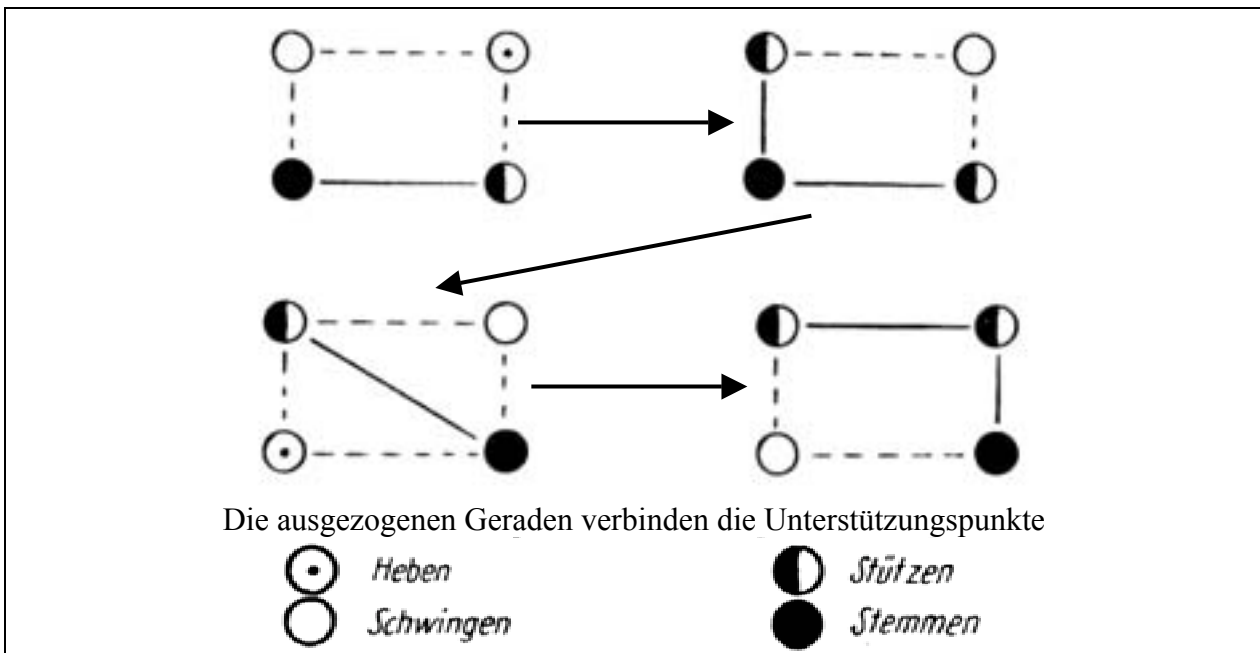 Die ausgezogenen Geraden verbinden die Unterstützungspunkte
Heben
Stützen
Schwingen
Stemmen